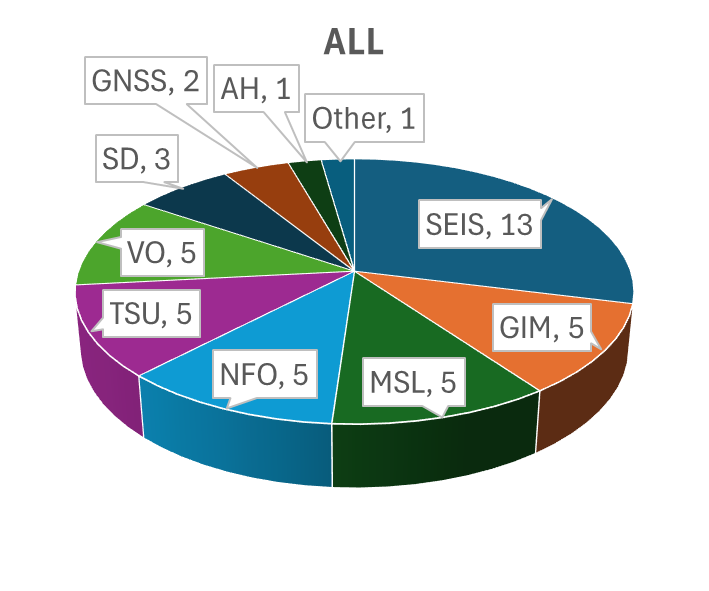 ALL
GNSS, 2
AH, 1
Other, 1
SD, 3
SEIS, 13
VO, 5
TSU, 5
GIM, 5
NFO, 5
MSL, 5